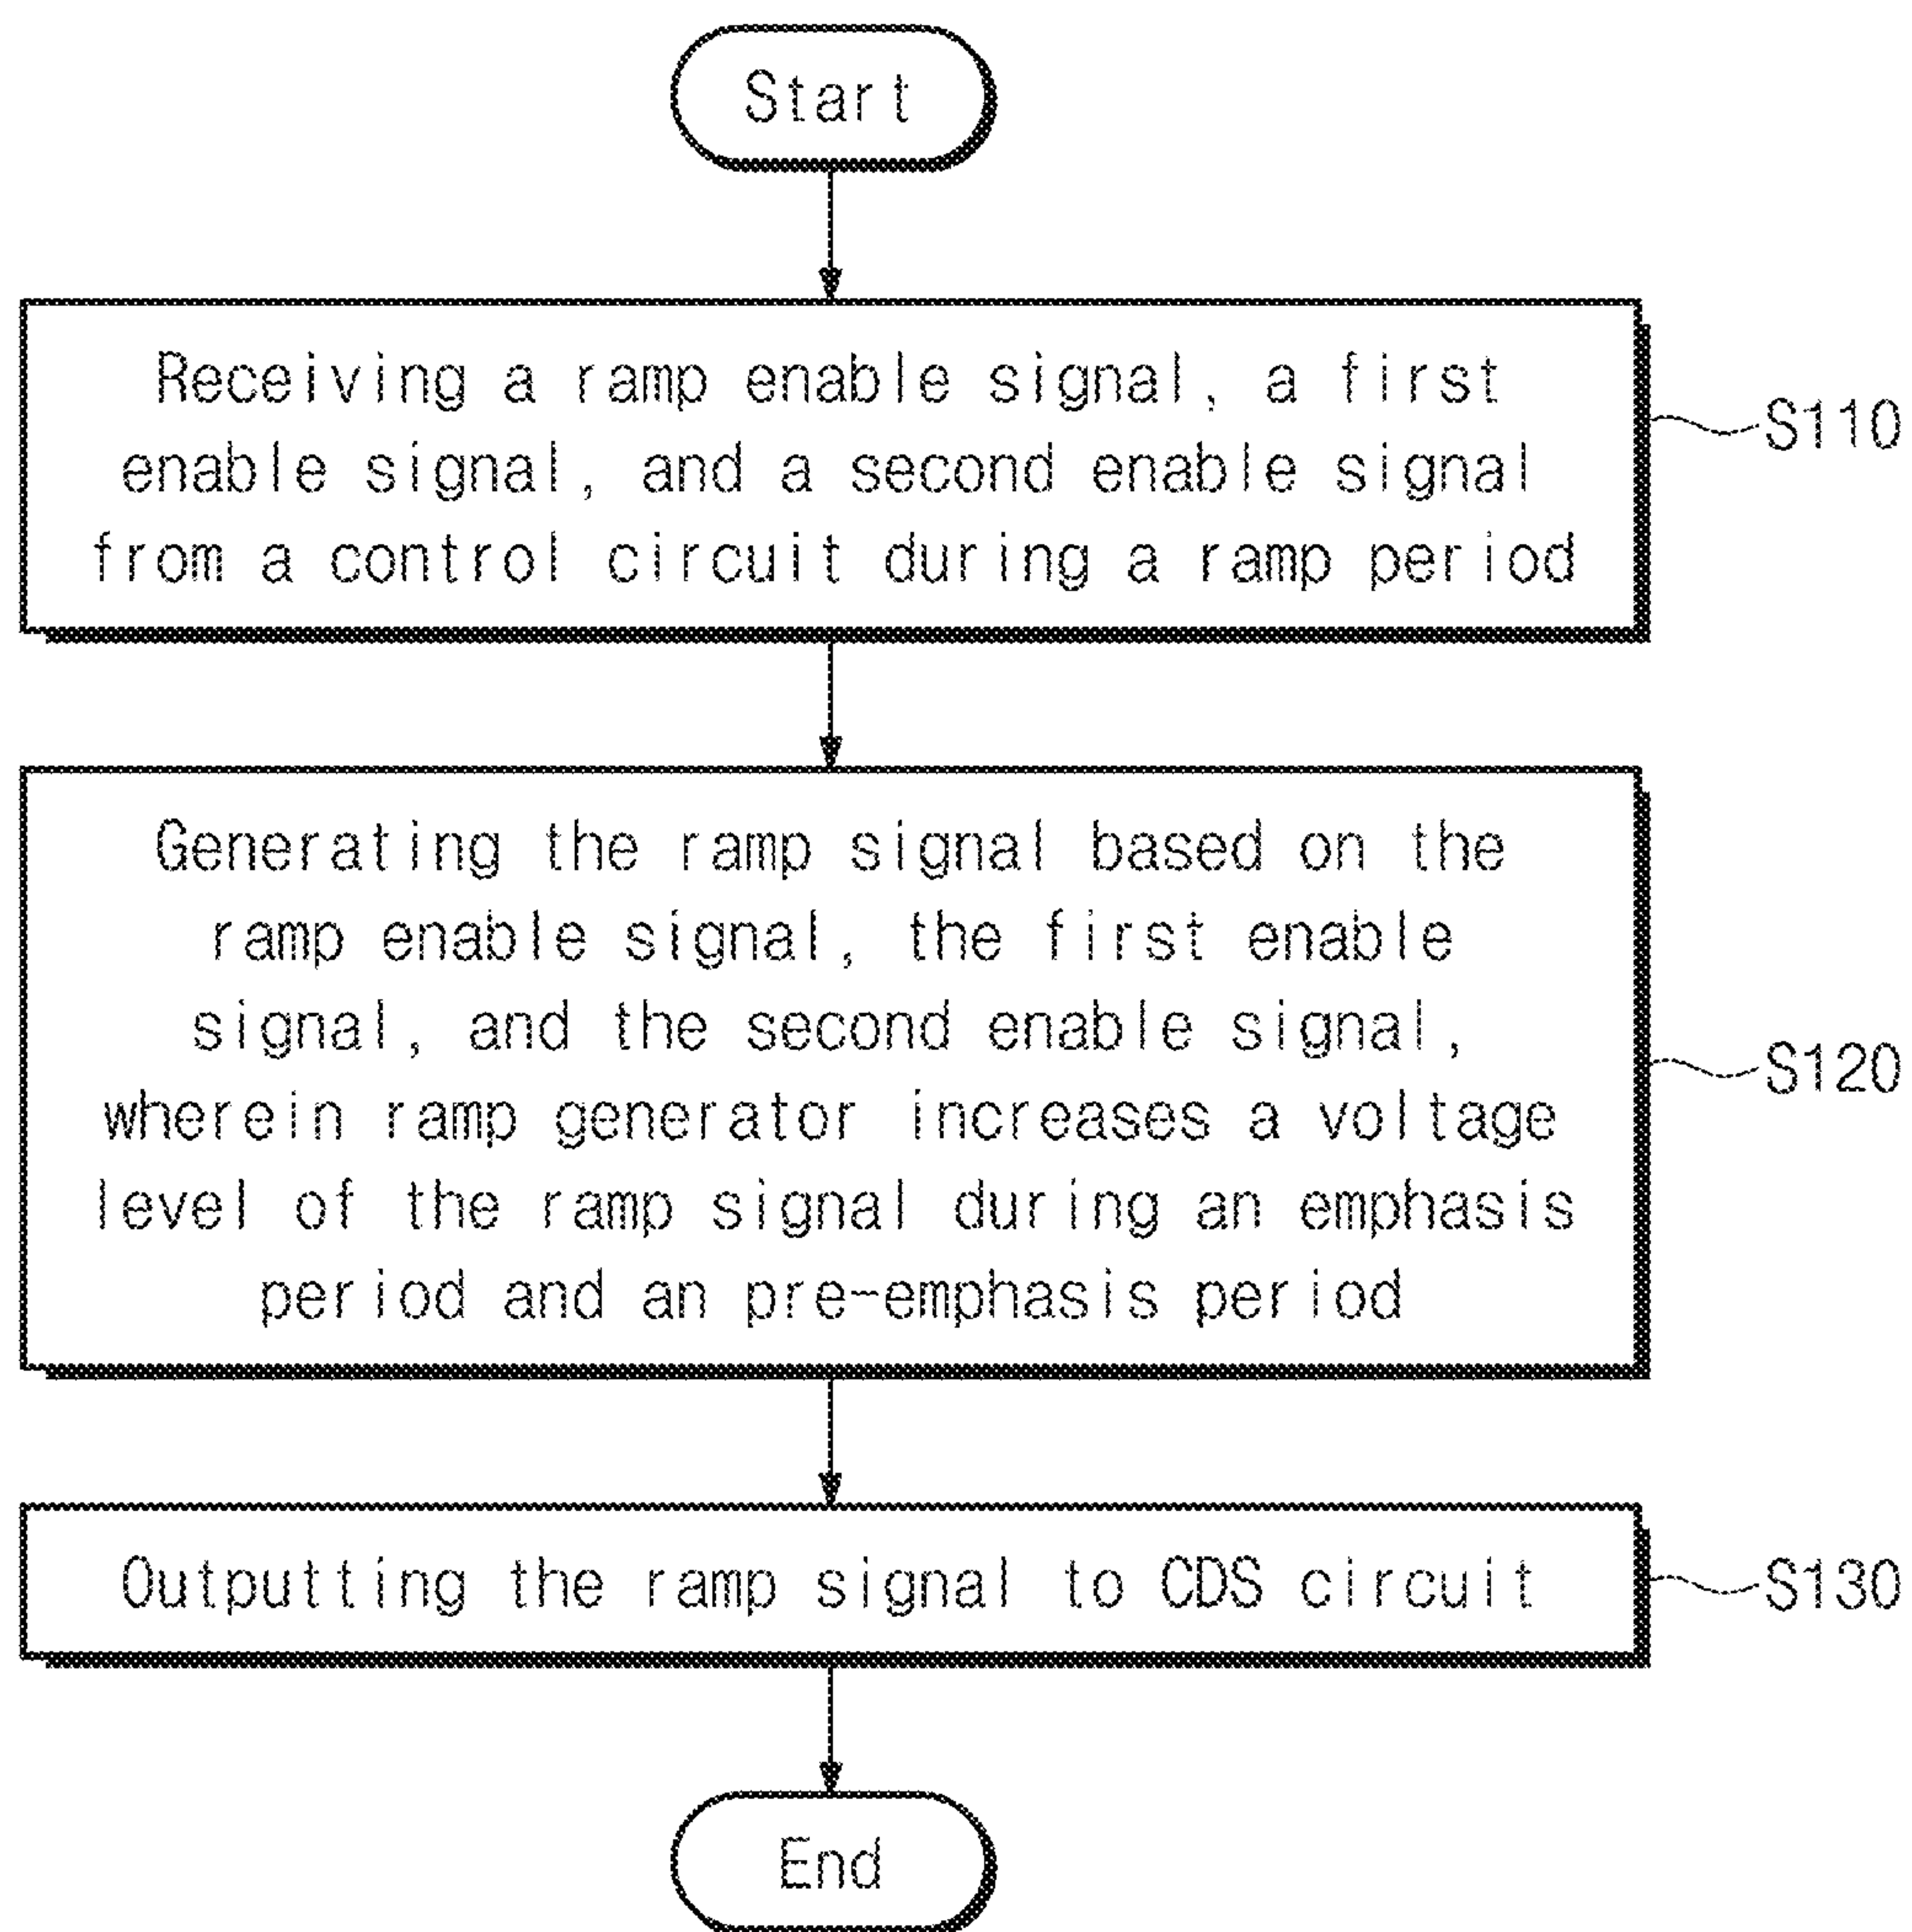 Start
Receiving a ramp enable signal, a first
enable signal, and a second enable signal
from a control circuit during a ramp period
S110
Generating the ramp signal based on the
ramp enable signal, the first enable
signal, and the second enable signal,
wherein ramp generator increases a voltage
level of the ramp signal during an emphasis
period and an pre-emphasis period
S120
Outputting the ramp signal to CDS circuit
S130
End